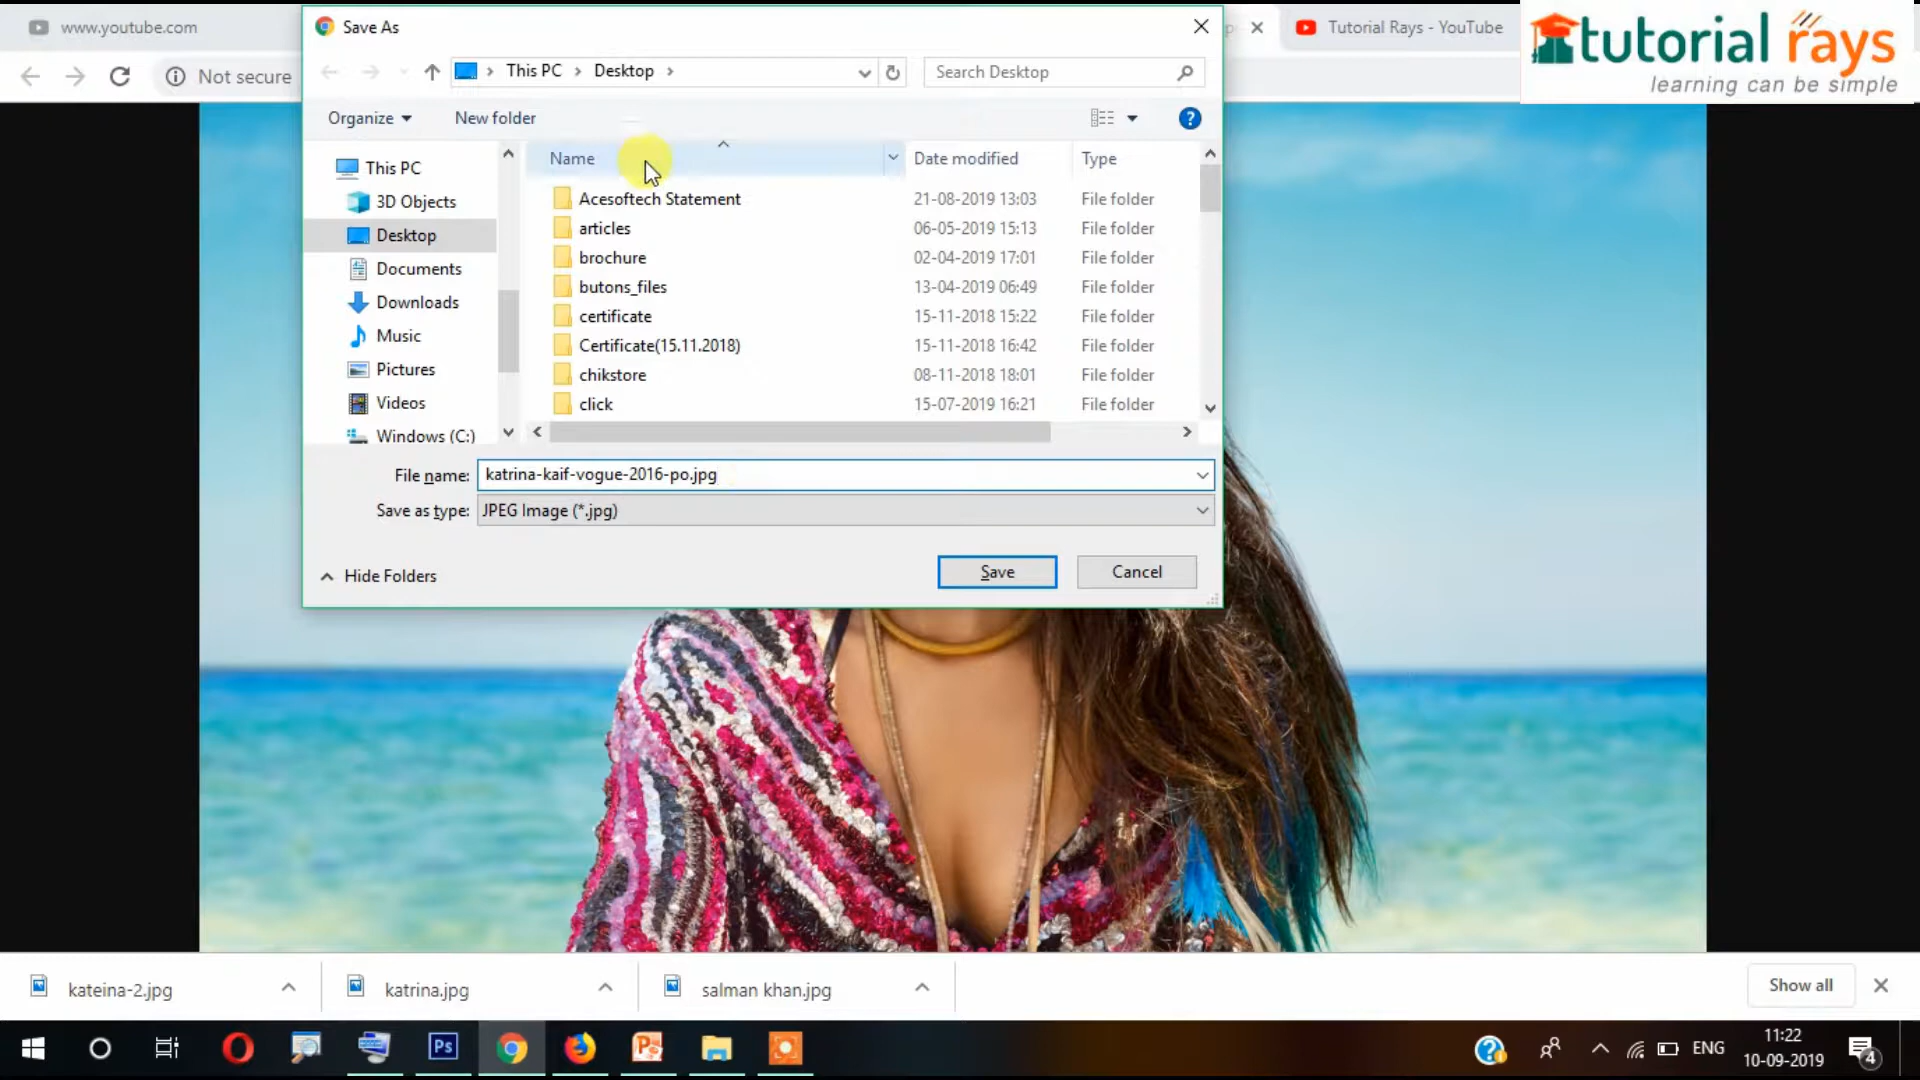 www.youtube.com
Save As
Tutorial Rays - YouTube
tutorial rays
learning can be simple
Not secure
This PC
Desktop
Search Desktop
Organize
New folder
Name
Date modified
Type
This PC
3D Objects
Desktop
Documents
Downloads
Music
Pictures
Videos
Windows (C:)
Acesoftech Statement 21-08-2019 13:03 File folder
articles 06-05-2019 15:13 File folder
brochure 02-04-2019 17:01 File folder
butons_files 13-04-2019 06:49 File folder
certificate 15-11-2018 15:22 File folder
Certificate(15.11.2018) 15-11-2018 16:42 File folder
chikstore 08-11-2018 18:01 File folder
click 15-07-2019 16:21 File folder
File name: katrina-kaif-vogue-2016-po.jpg
Save as type: JPEG Image (*.jpg)
Hide Folders
Save
Cancel
kateina-2.jpg
katrina.jpg
salman khan.jpg
Show all
Ps
ENG
11:22
10-09-2019
4